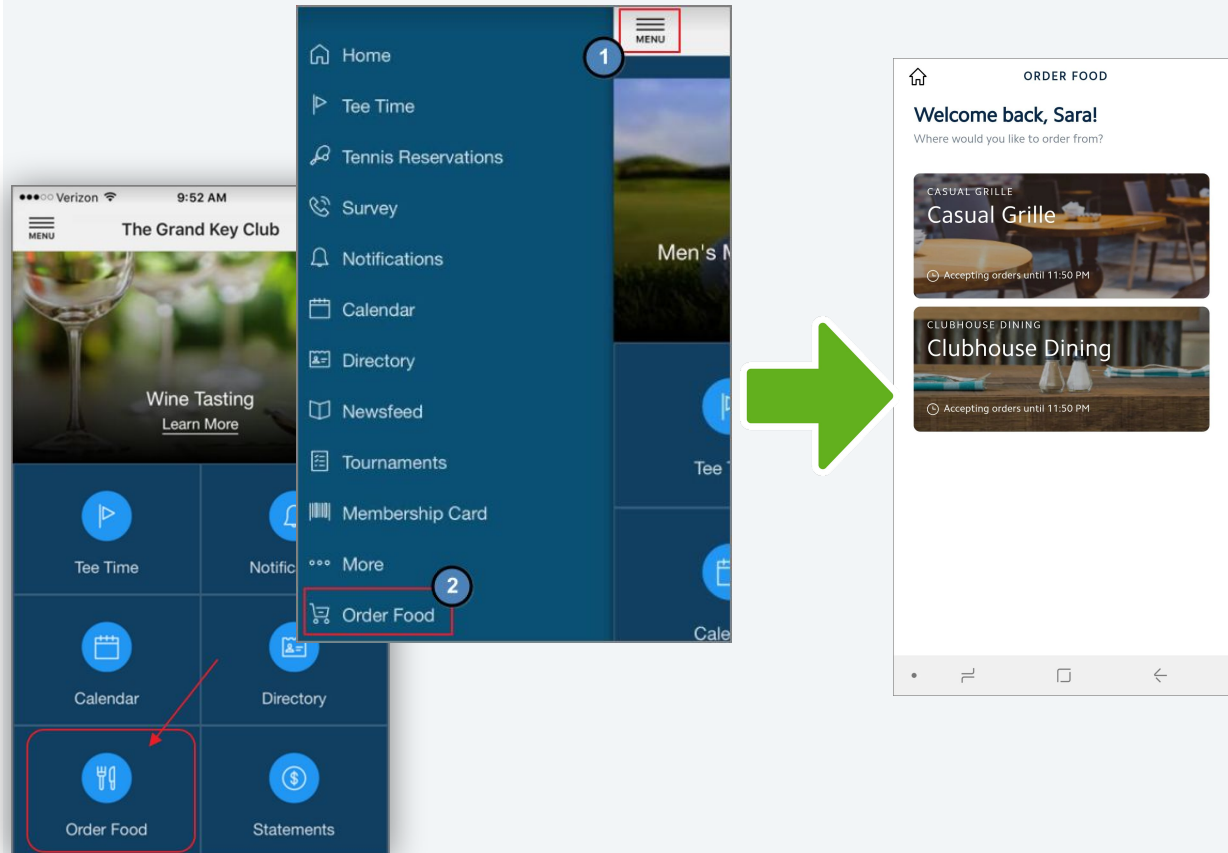 ●●●○○ Verizon 9:52 AM
MENU
The Grand Key Club
Wine Tasting
Learn More
Tee Time
Notific
Calendar
Directory
Order Food
Statements
Home
Tee Time
Tennis Reservations
Survey
Notifications
Calendar
Directory
Newsfeed
Tournaments
Membership Card
More
Order Food
1
2
MENU
Men's M
Tee T
Cale
ORDER FOOD
Welcome back, Sara!
Where would you like to order from?
CASUAL GRILLE
Casual Grille
Accepting orders until 11:50 PM
CLUBHOUSE DINING
Clubhouse Dining
Accepting orders until 11:50 PM